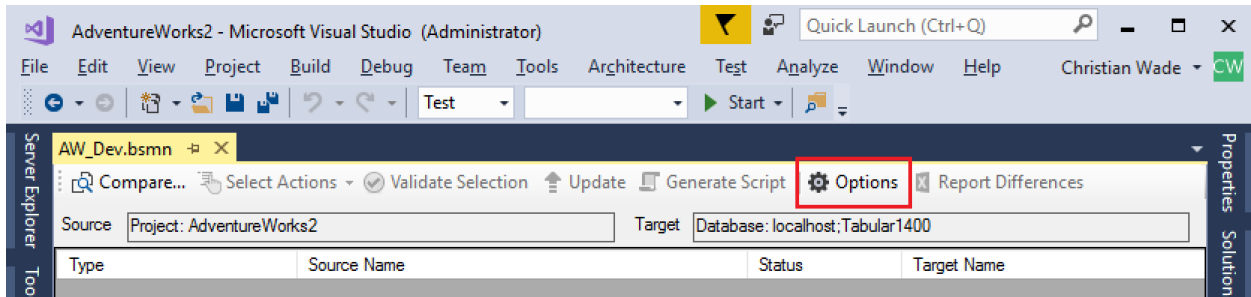 AdventureWorks2 - Microsoft Visual Studio (Administrator) Quick Launch (Ctrl+Q)
File Edit View Project Build Debug Team Tools Architecture Test Analyze Window Help Christian Wade CW
Test Start
AW_Dev.bsmn
Compare... Select Actions Validate Selection Update Generate Script Options Report Differences
Source Project: AdventureWorks2 Target Database: localhost;Tabular1400
Type Source Name Status Target Name
Server Explorer
Too
Properties
Solution